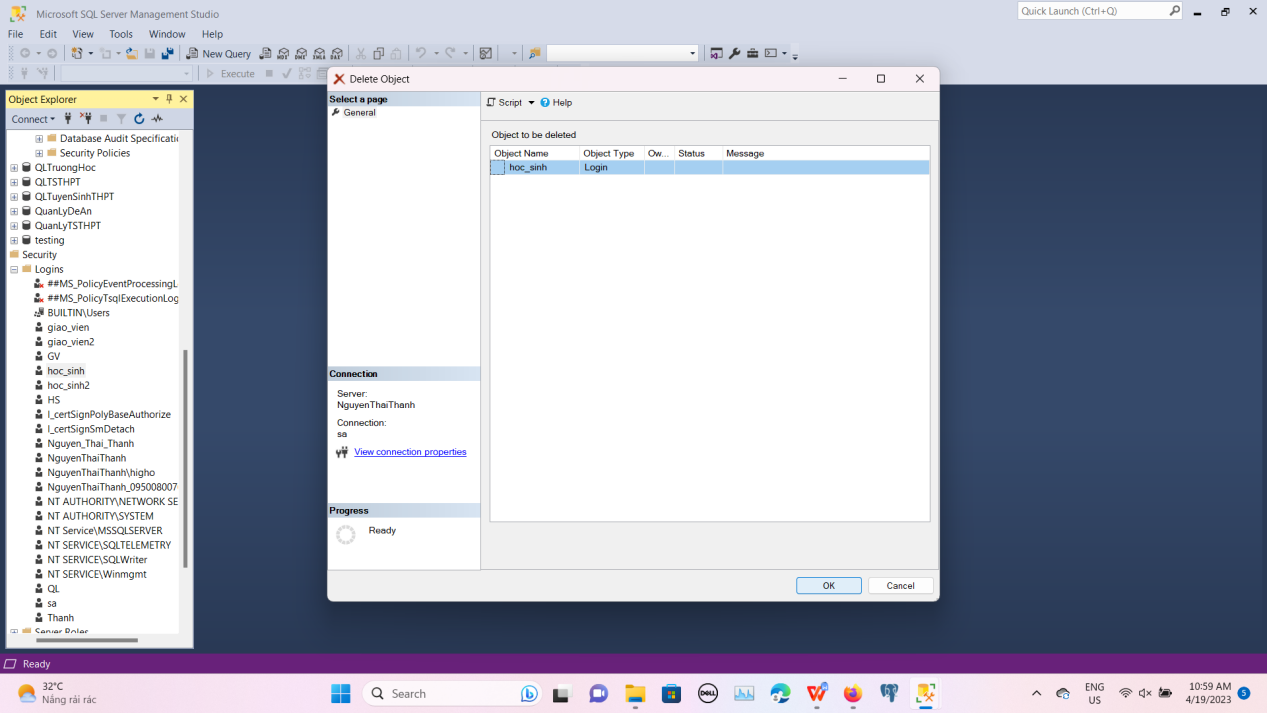 Microsoft SQL Server Management Studio
Quick Launch (Ctrl+Q)
File Edit View Tools Window Help
New Query
MDX DMX XMLA DAX
Execute
Object Explorer
Connect
Database Audit Specificatio
Security Policies
QLTruongHoc
QLTSTHPT
QLTuyenSinhTHPT
QuanLyDeAn
QuanLyTSTHPT
testing
Security
Logins
##MS_PolicyEventProcessingL
##MS_PolicyTsqlExecutionLog
BUILTIN\Users
giao_vien
giao_vien2
GV
hoc_sinh
hoc_sinh2
HS
l_certSignPolyBaseAuthorize
l_certSignSmDetach
Nguyen_Thai_Thanh
NguyenThaiThanh
NguyenThaiThanh\higho
NguyenThaiThanh_095008007
NT AUTHORITY\NETWORK SE
NT AUTHORITY\SYSTEM
NT Service\MSSQLSERVER
NT SERVICE\SQLTELEMETRY
NT SERVICE\SQLWriter
NT SERVICE\Winmgmt
QL
sa
Thanh
Server Roles
Delete Object
Select a page
General
Script Help
Object to be deleted
Object Name Object Type Ow... Status Message
hoc_sinh Login
Connection
Server:
NguyenThaiThanh
Connection:
sa
View connection properties
Progress
Ready
OK Cancel
Ready
32°C
Nắng rải rác
Search
DELL
ENG
US
10:59 AM
4/19/2023
5